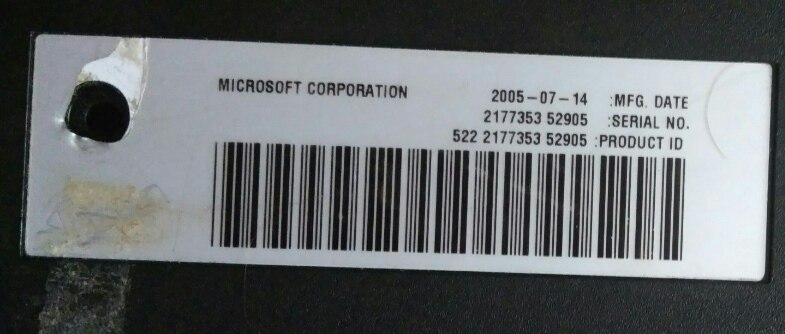 MICROSOFT CORPORATION
2005-07-14 :MFG. DATE
2177353 52905 :SERIAL NO.
522 2177353 52905 :PRODUCT ID